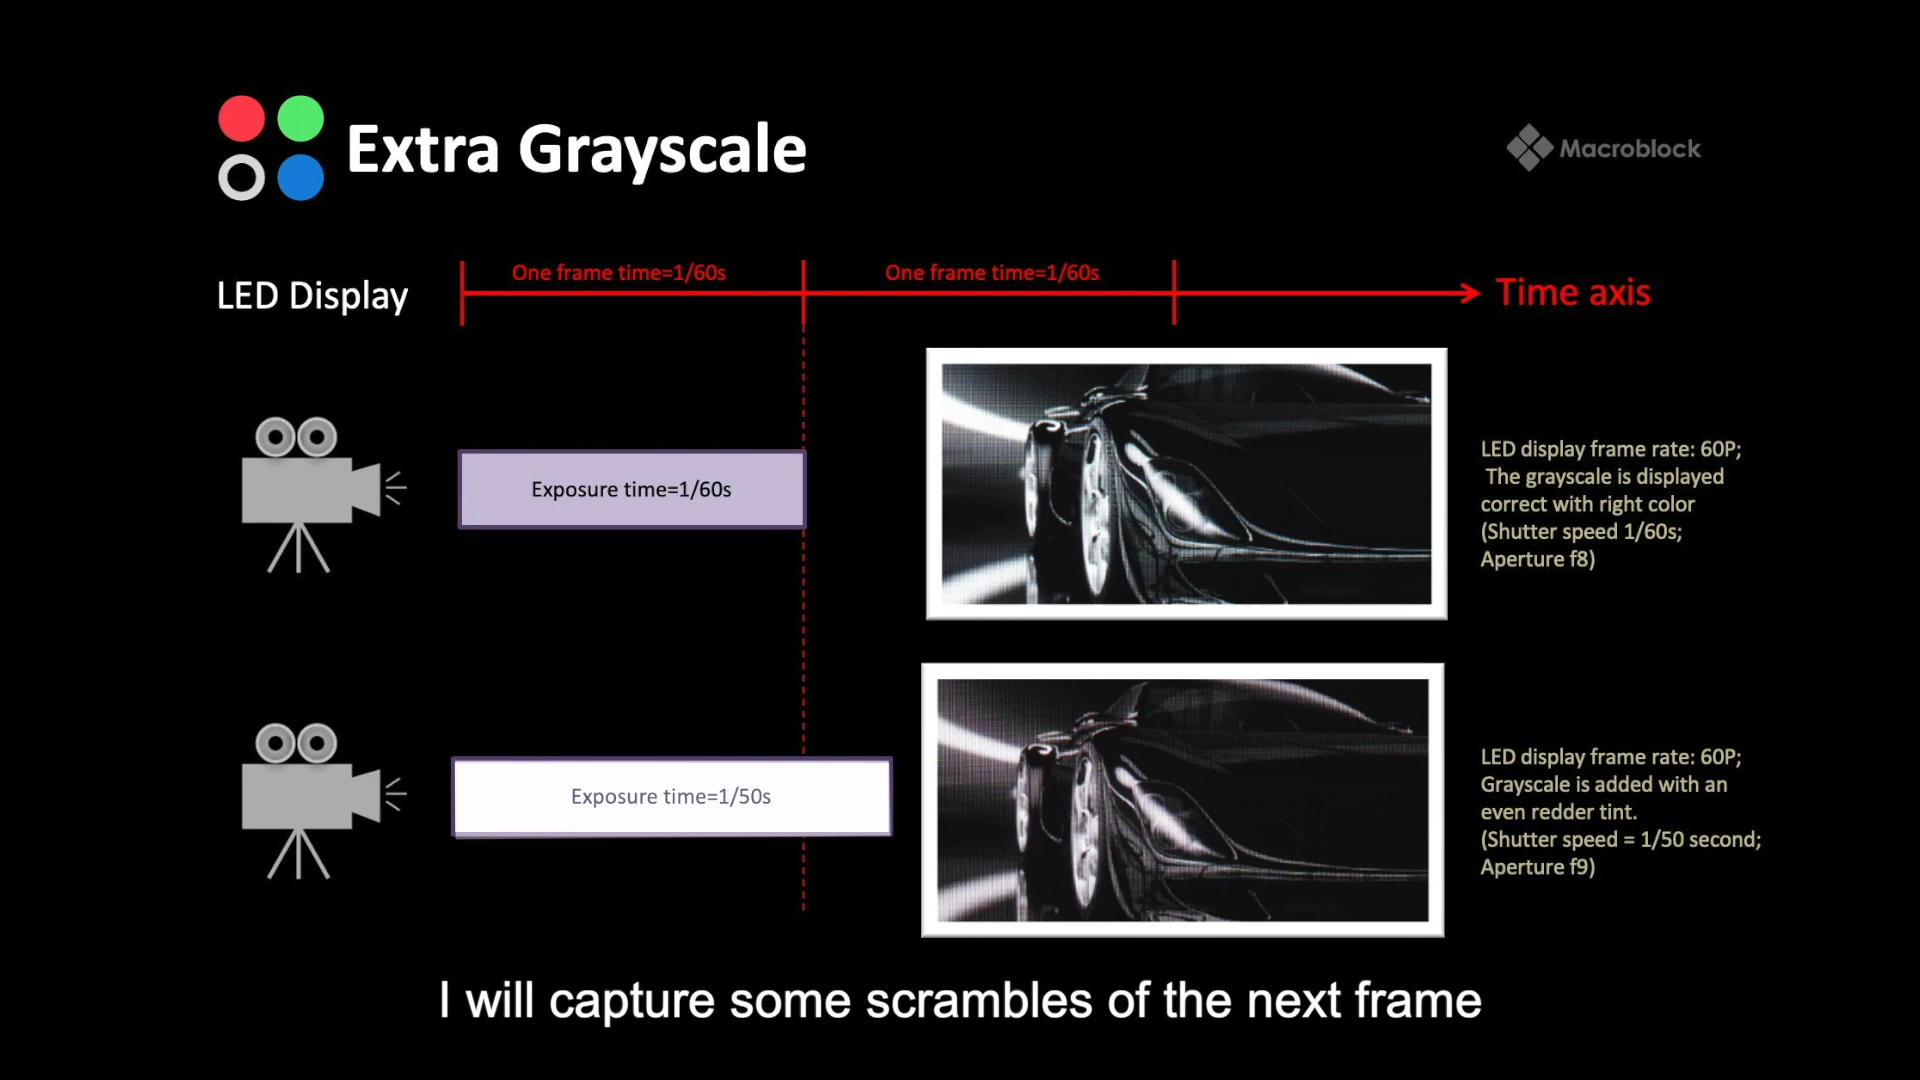 Extra Grayscale
Macroblock
One frame time=1/60s
One frame time=1/60s
LED Display
Time axis
Exposure time=1/60s
LED display frame rate: 60P;
The grayscale is displayed
correct with right color
(Shutter speed 1/60s;
Aperture f8)
Exposure time=1/50s
LED display frame rate: 60P;
Grayscale is added with an
even redder tint.
(Shutter speed = 1/50 second;
Aperture f9)
I will capture some scrambles of the next frame